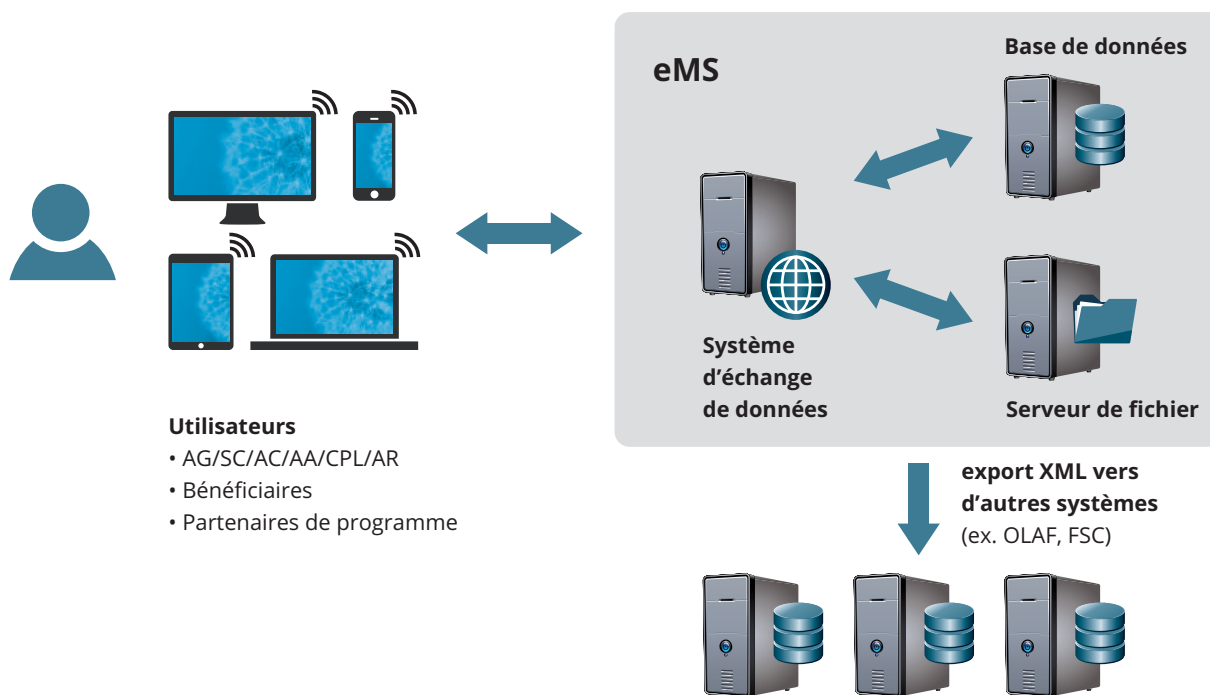 eMS
Base de données
Système
d’échange
de données
Serveur de fichier
Utilisateurs
• AG/SC/AC/AA/CPL/AR
• Bénéficiaires
• Partenaires de programme
export XML vers
d’autres systèmes
(ex. OLAF, FSC)